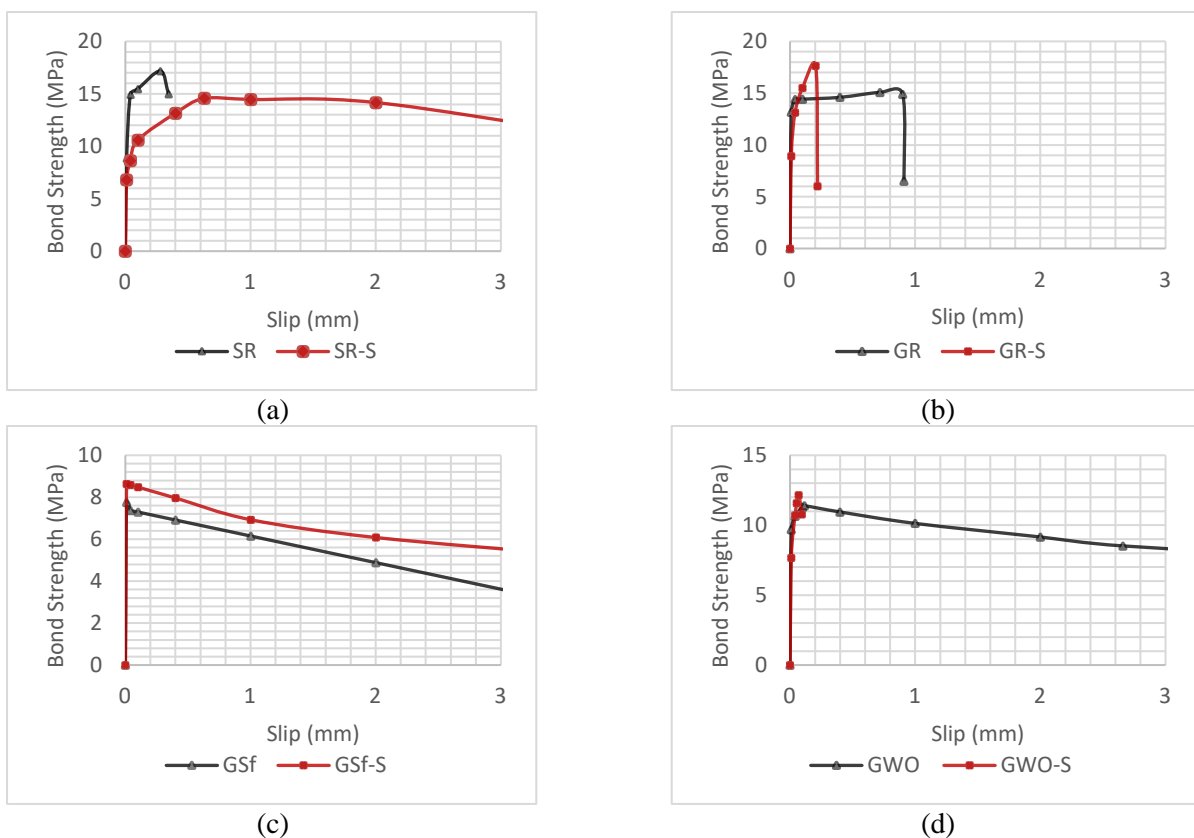 Bond Strength (MPa)
20
15
10
5
0
0 1 2 3
Slip (mm)
SR SR-S
(a)
Bond Strength (MPa)
20
15
10
5
0
0 1 2 3
Slip (mm)
GR GR-S
(b)
Bond Strength (MPa)
10
8
6
4
2
0
0 1 2 3
Slip (mm)
GSf GSf-S
(c)
Bond Strength (MPa)
15
10
5
0
0 1 2 3
Slip (mm)
GWO GWO-S
(d)